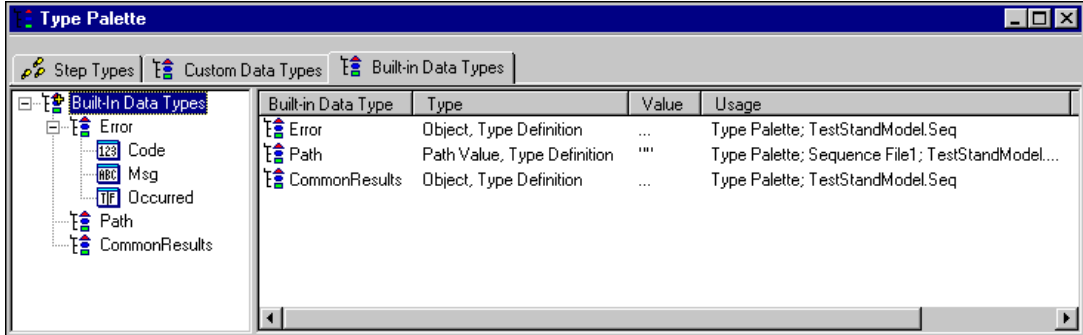 Type Palette
Step Types Custom Data Types Built-in Data Types
Built-In Data Types
Error
123 Code
ABC Msg
T|F Occurred
Path
CommonResults
Built-in Data Type Type Value Usage
Error Object, Type Definition ... Type Palette; TestStandModel.Seq
Path Path Value, Type Definition "" Type Palette; Sequence File1; TestStandModel....
CommonResults Object, Type Definition ... Type Palette; TestStandModel.Seq